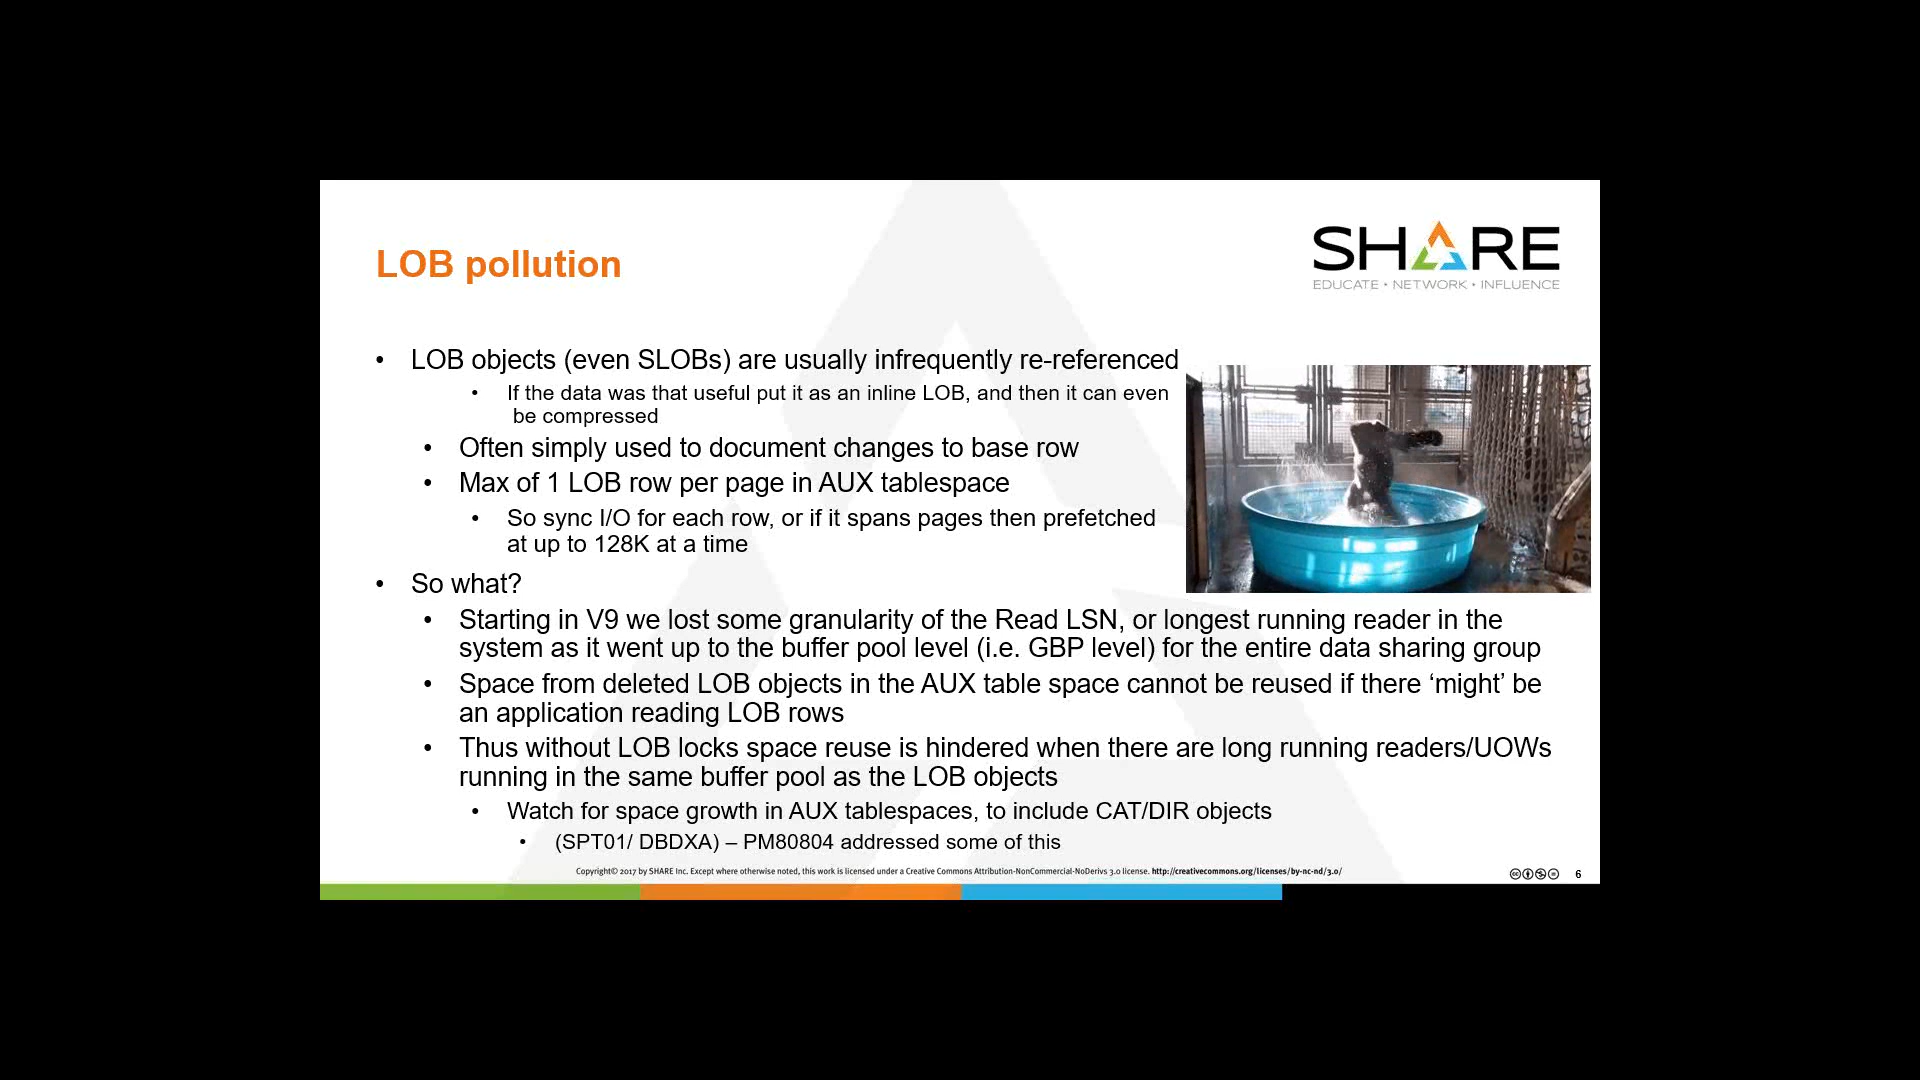 LOB pollution
SHARE
EDUCATE • NETWORK • INFLUENCE
• LOB objects (even SLOBs) are usually infrequently re-referenced
• If the data was that useful put it as an inline LOB, and then it can even
be compressed
• Often simply used to document changes to base row
• Max of 1 LOB row per page in AUX tablespace
• So sync I/O for each row, or if it spans pages then prefetched
at up to 128K at a time
• So what?
• Starting in V9 we lost some granularity of the Read LSN, or longest running reader in the
system as it went up to the buffer pool level (i.e. GBP level) for the entire data sharing group
• Space from deleted LOB objects in the AUX table space cannot be reused if there ‘might’ be
an application reading LOB rows
• Thus without LOB locks space reuse is hindered when there are long running readers/UOWs
running in the same buffer pool as the LOB objects
• Watch for space growth in AUX tablespaces, to include CAT/DIR objects
• (SPT01/ DBDXA) – PM80804 addressed some of this
Copyright© 2017 by SHARE Inc. Except where otherwise noted, this work is licensed under a Creative Commons Attribution-NonCommercial-NoDerivs 3.0 license. http://creativecommons.org/licenses/by-nc-nd/3.0/
6